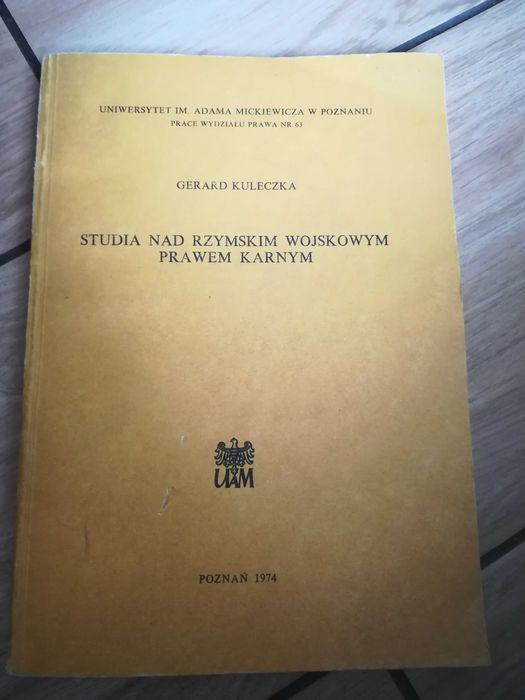 UNIWERSYTET IM. ADAMA MICKIEWICZA W POZNANIU
PRACE WYDZIAŁU PRAWA NR 63
GERARD KULECZKA
STUDIA NAD RZYMSKIM WOJSKOWYM
PRAWEM KARNYM
UAM
POZNAŃ 1974